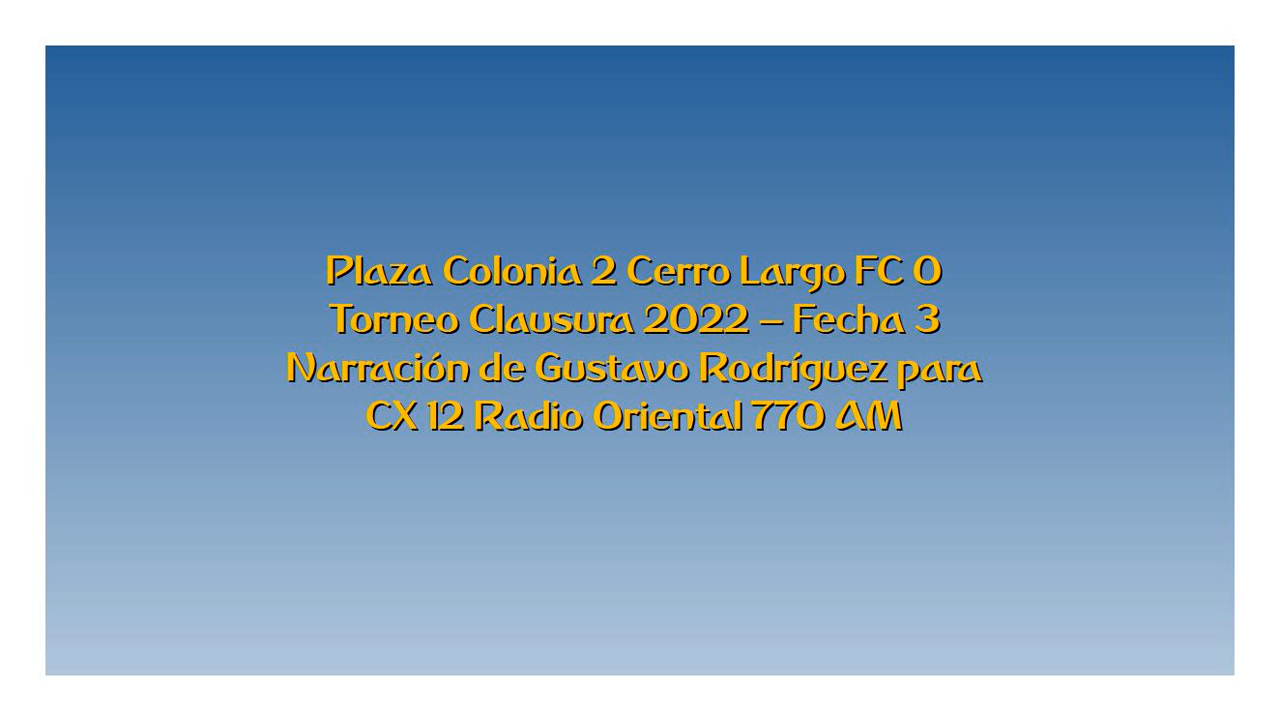 Plaza Colonia 2 Cerro Largo FC 0
Torneo Clausura 2022 – Fecha 3
Narración de Gustavo Rodríguez para
CX 12 Radio Oriental 770 AM